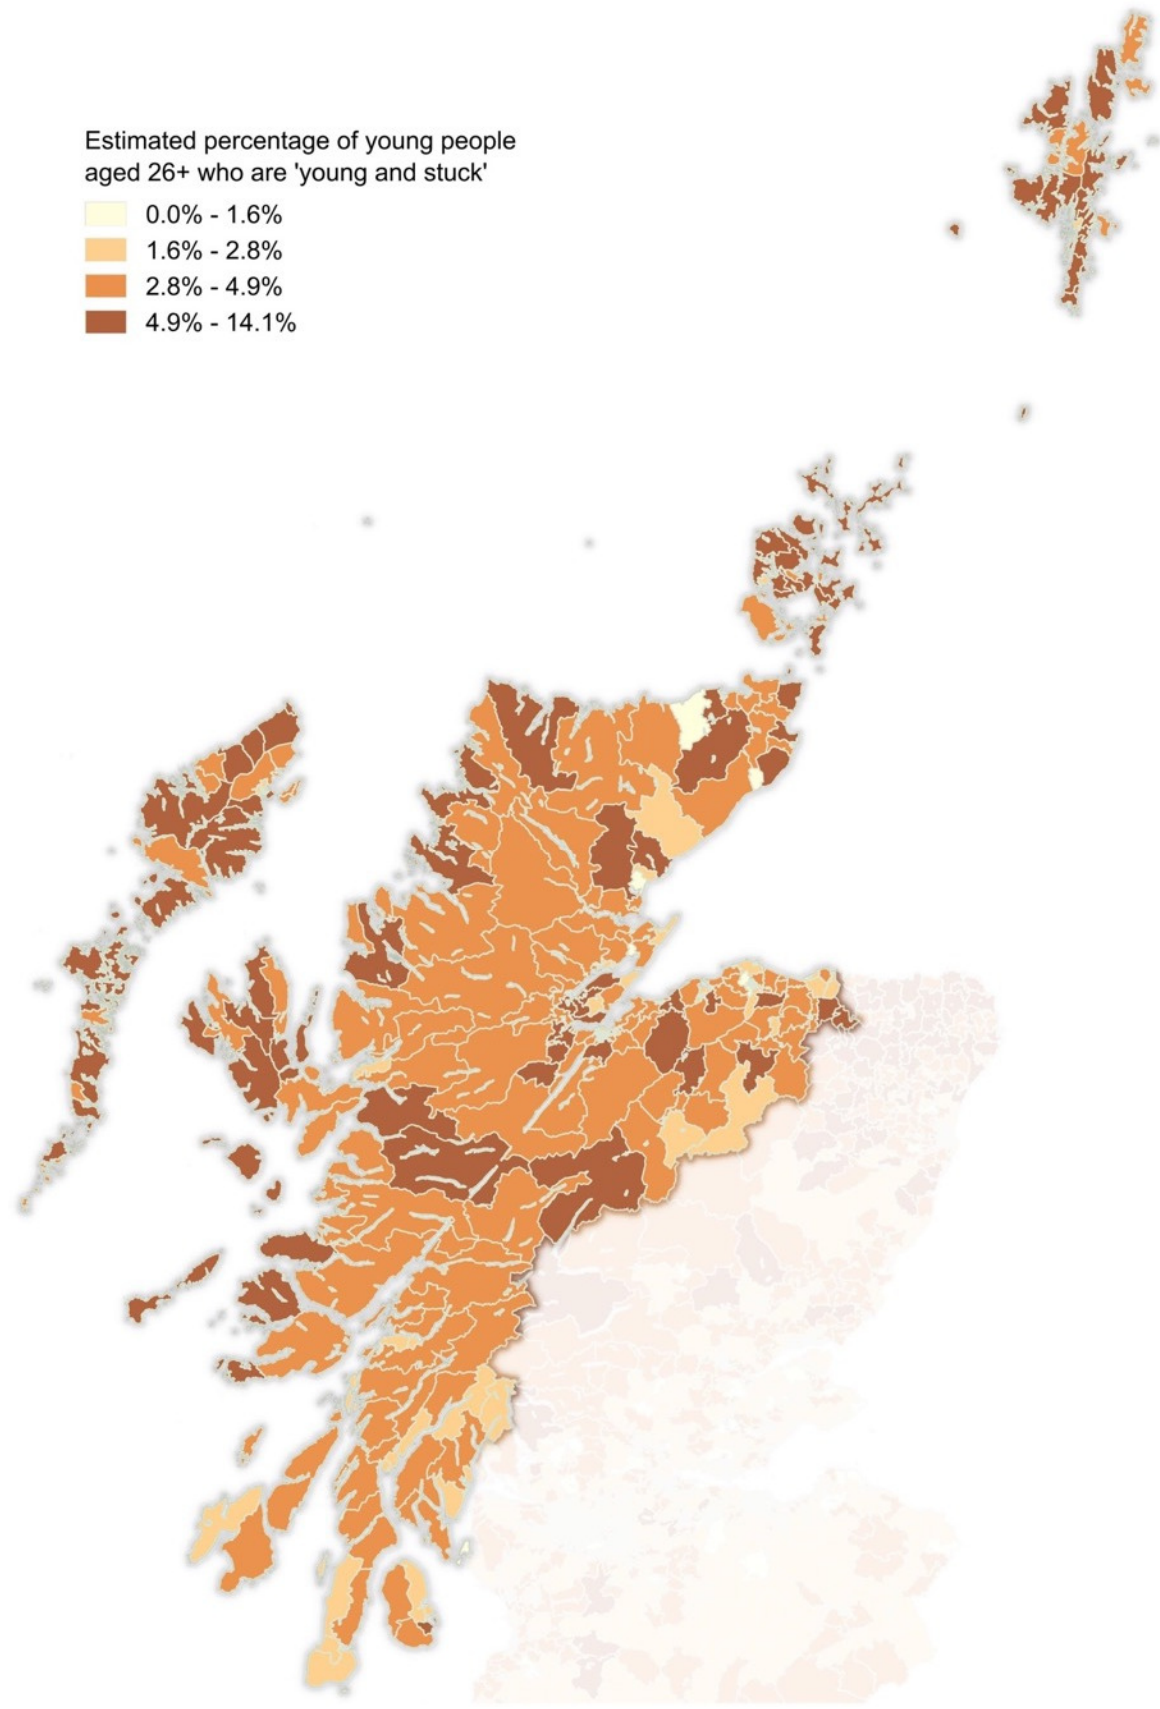 Estimated percentage of young people
aged 26+ who are 'young and stuck'
0.0% - 1.6%
1.6% - 2.8%
2.8% - 4.9%
4.9% - 14.1%